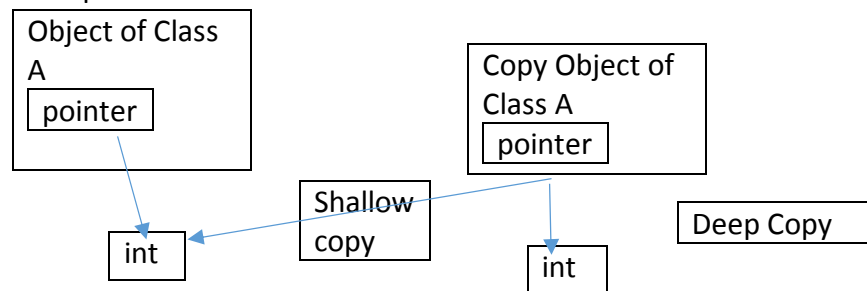 Object of Class
A
pointer
Copy Object of
Class A
pointer
Shallow
copy
Deep Copy
int
int